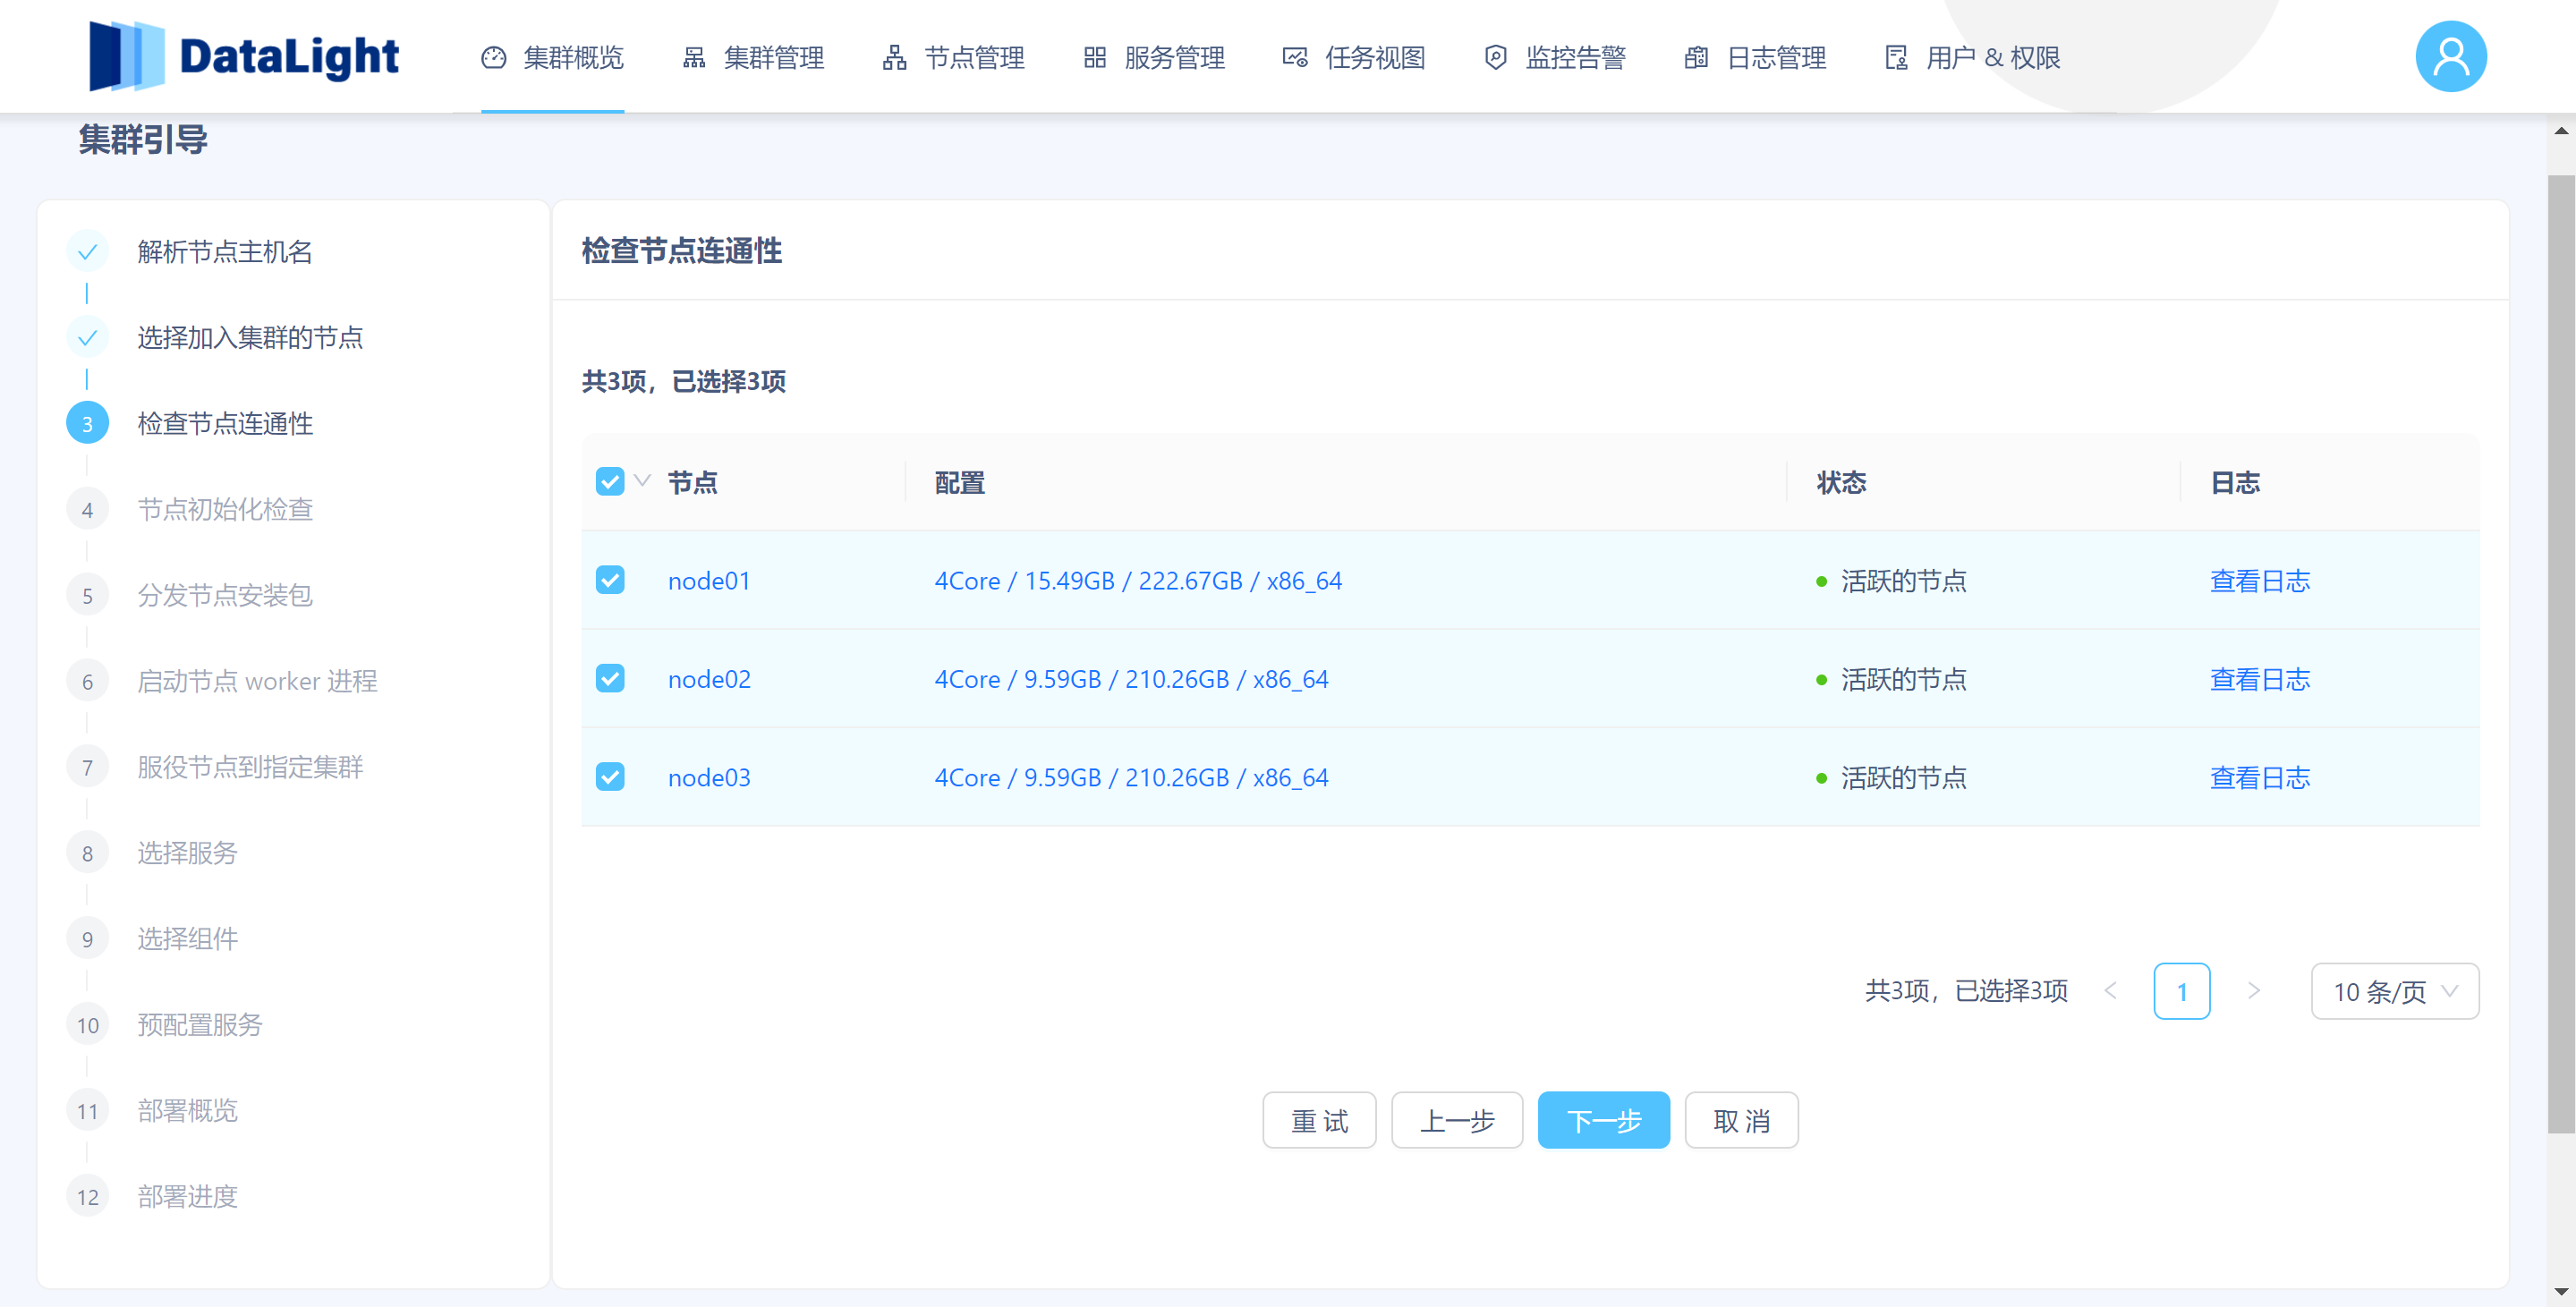 DataLight
集群概览
集群管理
节点管理
服务管理
任务视图
监控告警
日志管理
用户 & 权限
集群引导
解析节点主机名
选择加入集群的节点
3 检查节点连通性
4 节点初始化检查
5 分发节点安装包
6 启动节点 worker 进程
7 服役节点到指定集群
8 选择服务
9 选择组件
10 预配置服务
11 部署概览
12 部署进度
检查节点连通性
共3项，已选择3项
节点 配置 状态 日志
node01 4Core / 15.49GB / 222.67GB / x86_64 活跃的节点 查看日志
node02 4Core / 9.59GB / 210.26GB / x86_64 活跃的节点 查看日志
node03 4Core / 9.59GB / 210.26GB / x86_64 活跃的节点 查看日志
共3项，已选择3项 < 1 > 10 条/页
重 试 上一步 下一步 取 消